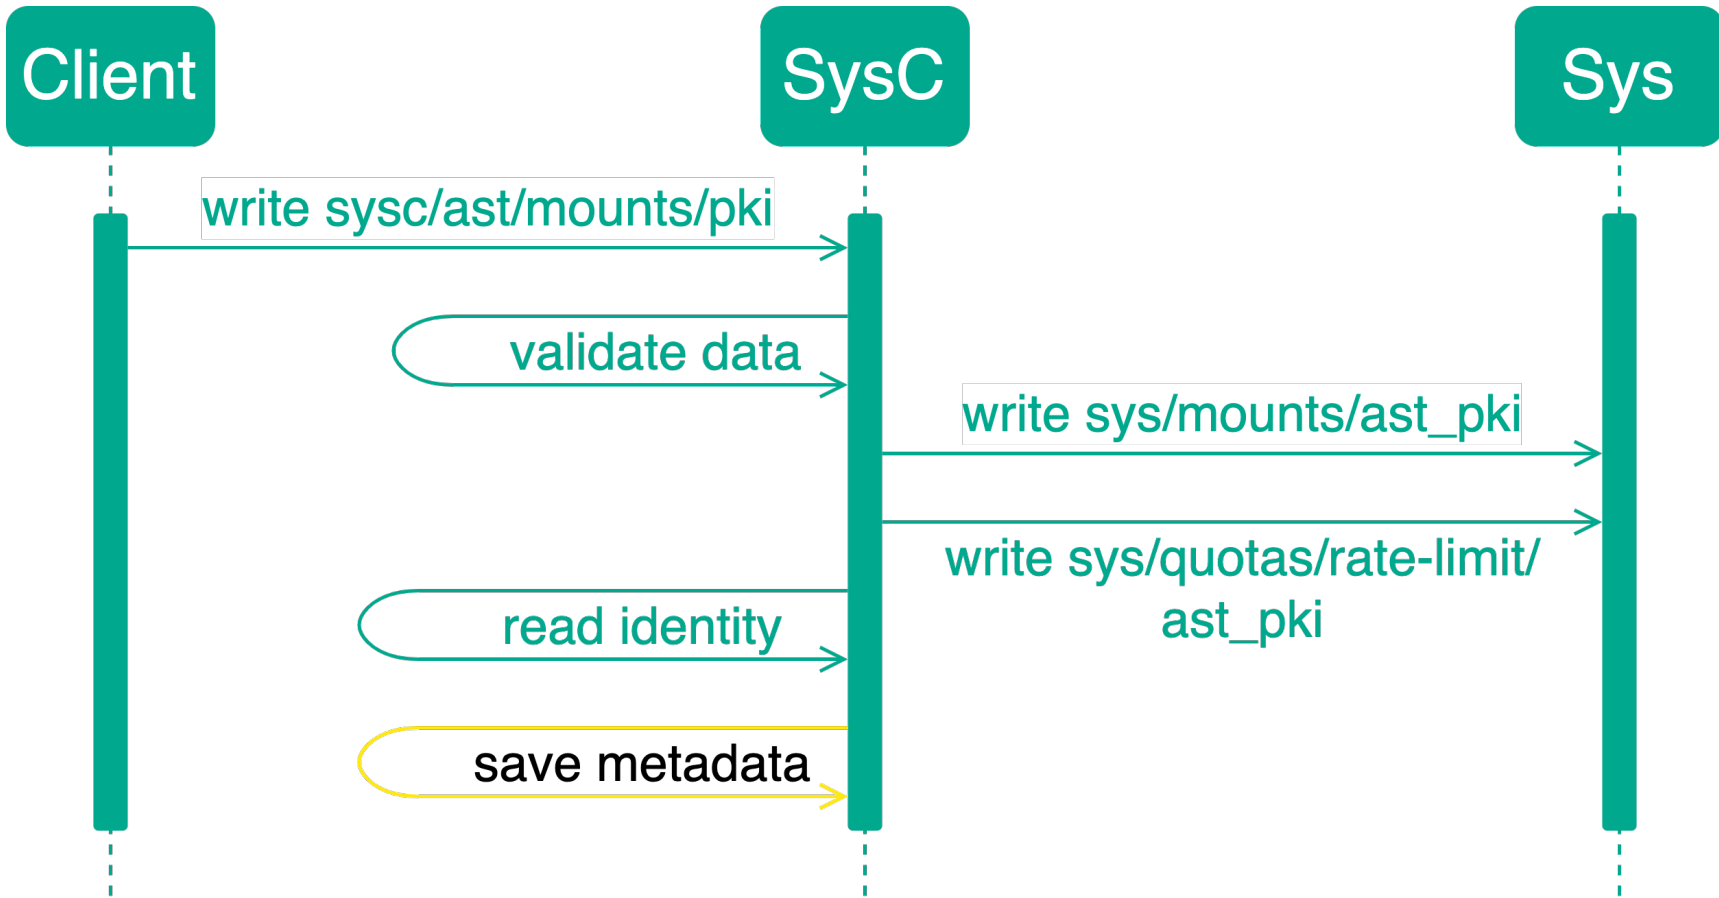 Client
SysC
Sys
write sysc/ast/mounts/pki
validate data
write sys/mounts/ast_pki
write sys/quotas/rate-limit/
ast_pki
read identity
save metadata